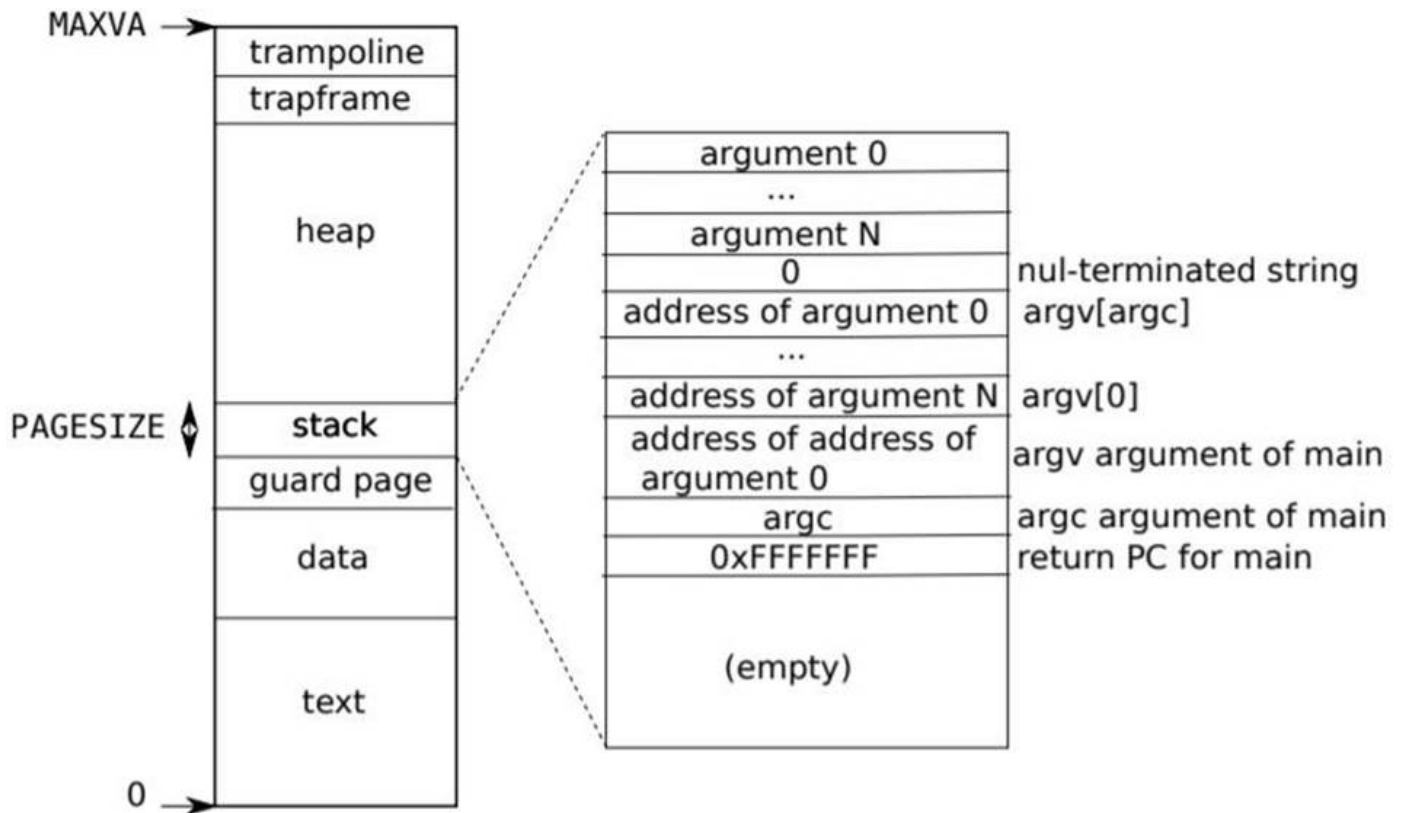 MAXVA
trampoline
trapframe
heap
PAGESIZE
stack
guard page
data
text
0
argument 0
...
argument N
0 nul-terminated string
address of argument 0 argv[argc]
...
address of argument N argv[0]
address of address of
argument 0
argv argument of main
argc argc argument of main
0xFFFFFFF return PC for main
(empty)